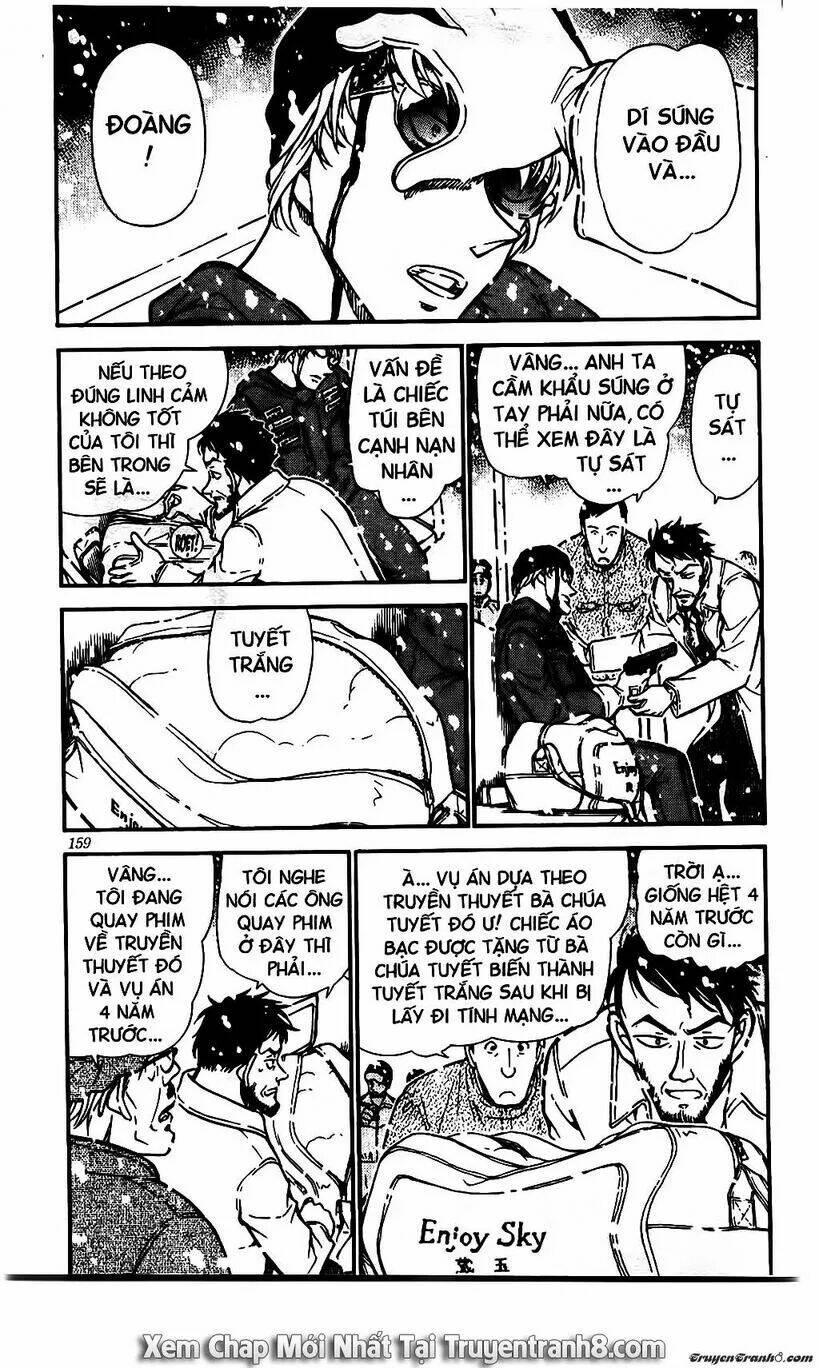 DÍ SÚNG
VÀO ĐẦU
VÀ...
ĐOÀNG
!
TỰ
SÁT
...
VÂNG... ANH TA
CẦM KHẨU SÚNG Ở
TAY PHẢI NỮA, CÓ
THỂ XEM ĐÂY LÀ
TỰ SÁT
...
VẤN ĐỀ
LÀ CHIẾC
TÚI BÊN
CẠNH NẠN
NHÂN
...
NẾU THEO
ĐÚNG LINH CẢM
KHÔNG TỐT
CỦA TÔI THÌ
BÊN TRONG
SẼ LÀ...
Enjoy
R
TUYẾT
TRẮNG
...
Enjoy
159
TRỜI Ạ...
GIỐNG HỆT 4
NĂM TRƯỚC
CÒN GÌ...
À... VỤ ÁN DỰA THEO
TRUYỀN THUYẾT BÀ CHÚA
TUYẾT ĐÓ Ư! CHIẾC ÁO
BẠC ĐƯỢC TẶNG TỪ BÀ
CHÚA TUYẾT BIẾN THÀNH
TUYẾT TRẮNG SAU KHI BỊ
LẤY ĐI TÍNH MẠNG...
Enjoy Sky
TÔI NGHE
NÓI CÁC ÔNG
QUAY PHIM
Ở ĐÂY THÌ
PHẢI...
VÂNG...
TÔI ĐANG
QUAY PHIM
VỀ TRUYỀN
THUYẾT ĐÓ
VÀ VỤ ÁN
4 NĂM
TRƯỚC...
Xem Chap Mới Nhất Tại Truyentranh8.com
TruyenTranh8.com